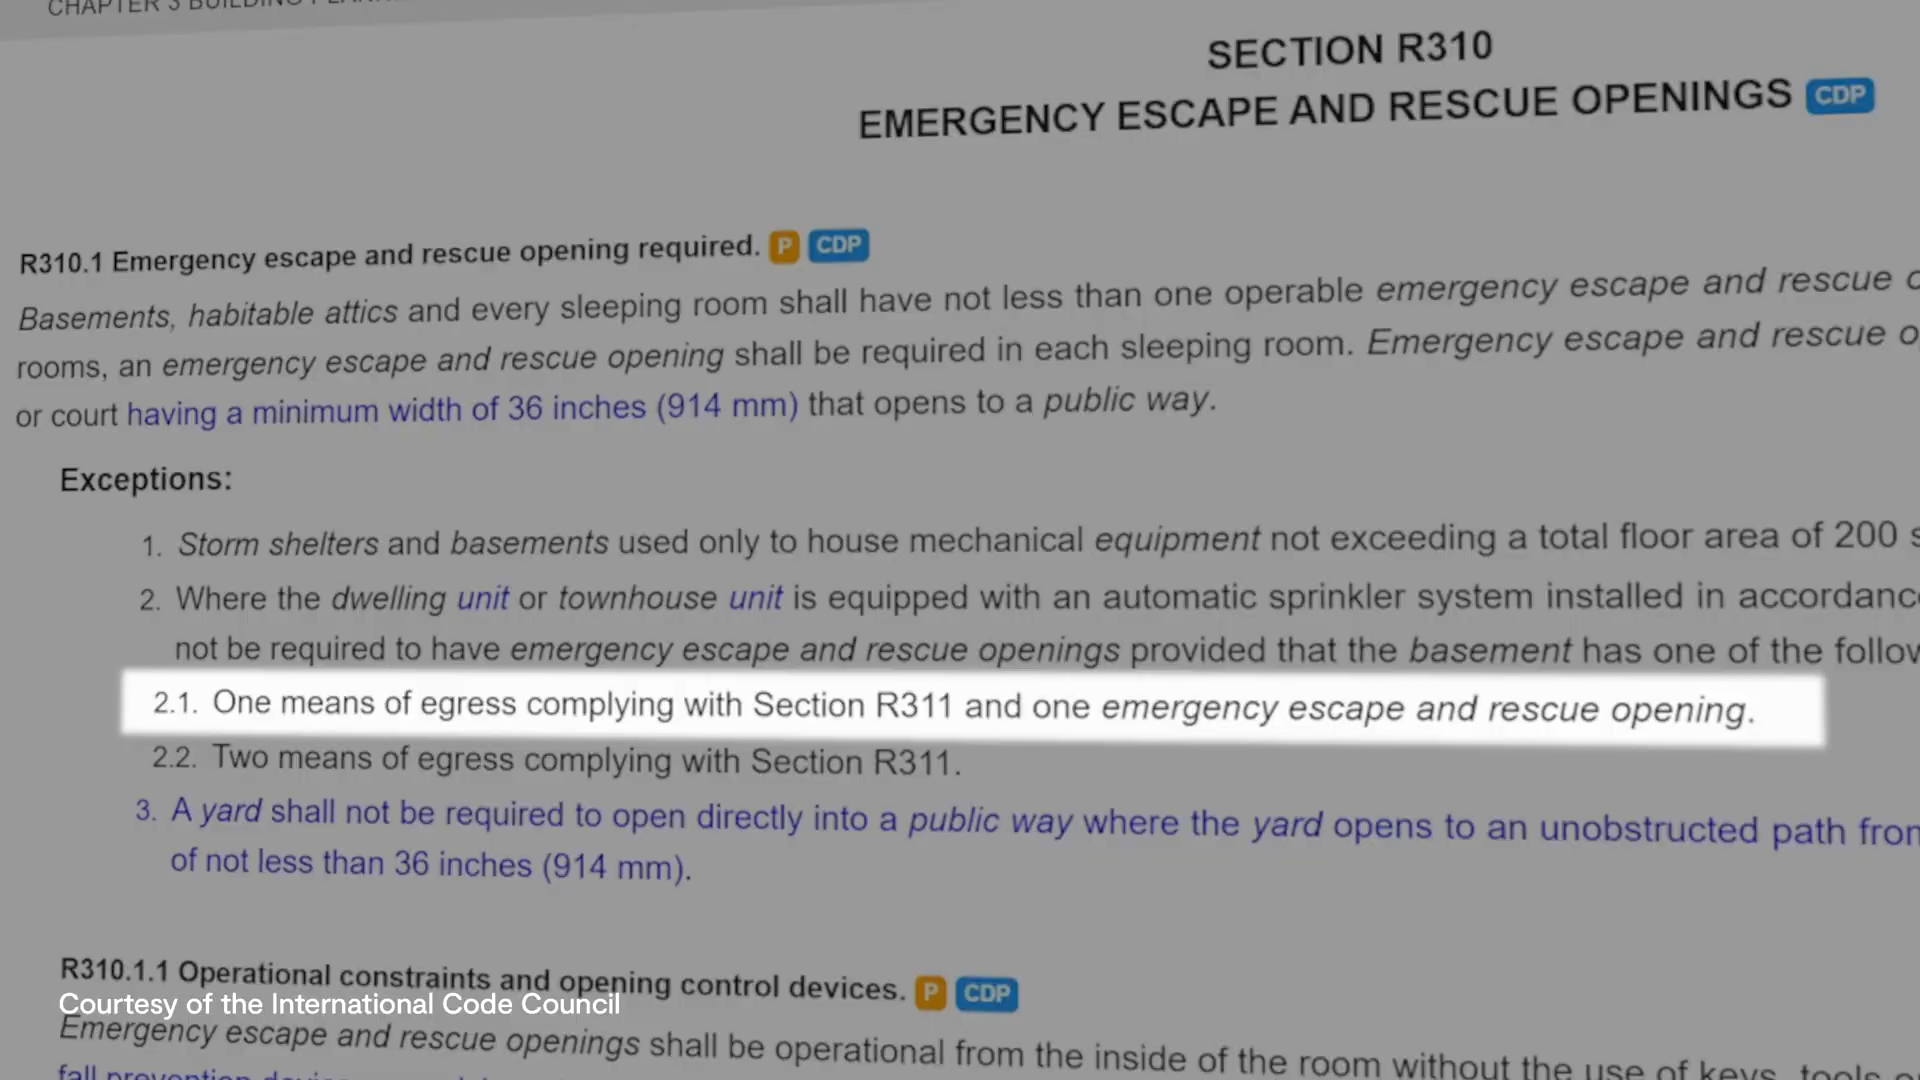 SECTION R310
EMERGENCY ESCAPE AND RESCUE OPENINGS CDP
R310.1 Emergency escape and rescue opening required. P CDP
Basements, habitable attics and every sleeping room shall have not less than one operable emergency escape and rescue
rooms, an emergency escape and rescue opening shall be required in each sleeping room. Emergency escape and rescue
or court having a minimum width of 36 inches (914 mm) that opens to a public way.
Exceptions:
1. Storm shelters and basements used only to house mechanical equipment not exceeding a total floor area of 200
2. Where the dwelling unit or townhouse unit is equipped with an automatic sprinkler system installed in
not be required to have emergency escape and rescue openings provided that the basement has one of the
2.1. One means of egress complying with Section R311 and one emergency escape and rescue opening.
2.2. Two means of egress complying with Section R311.
3. A yard shall not be required to open directly into a public way where the yard opens to an unobstructed path
of not less than 36 inches (914 mm).
R310.1.1 Operational constraints and opening control devices. P CDP
Courtesy of the International Code Council
Emergency escape and rescue openings shall be operational from the inside of the room without the use of keys, tools